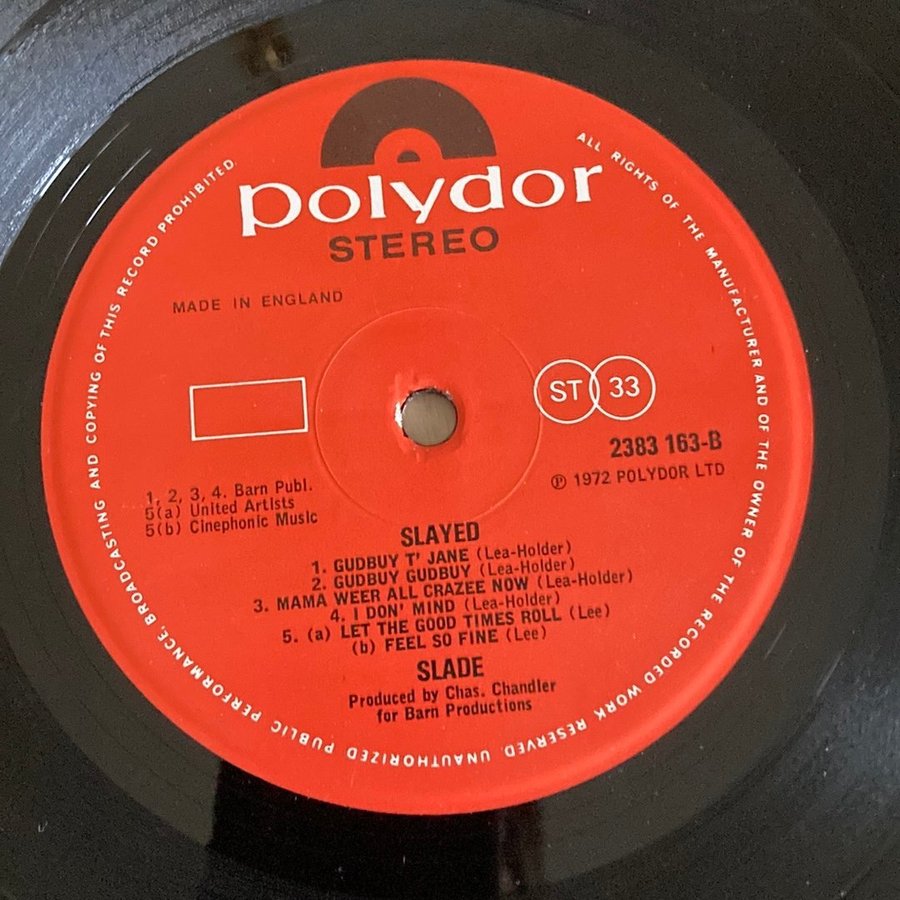 polydor
STEREO
MADE IN ENGLAND
ST 33
2383 163-B
℗ 1972 POLYDOR LTD
1, 2, 3, 4. Barn Publ.
5(a) United Artists
5(b) Cinephonic Music
SLAYED
1. GUDBUY T' JANE (Lea-Holder)
2. GUDBUY GUDBUY (Lea-Holder)
3. MAMA WEER ALL CRAZEE NOW (Lea-Holder)
4. I DON' MIND (Lea-Holder)
5. (a) LET THE GOOD TIMES ROLL (Lee)
(b) FEEL SO FINE (Lee)
SLADE
Produced by Chas. Chandler
for Barn Productions
ALL RIGHTS OF THE MANUFACTURER AND OF THE OWNER OF THE RECORDED WORK RESERVED. UNAUTHORIZED PUBLIC PERFORMANCE, BROADCASTING AND COPYING OF THIS RECORD PROHIBITED